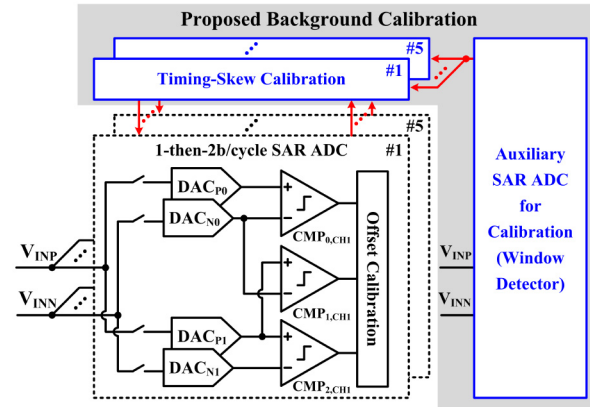 Proposed Background Calibration
#5
Timing-Skew Calibration
#1
#5
1-then-2b/cycle SAR ADC
#1
DACP0
DACN0
+
−
CMP0,CH1
VINP
VINN
+
−
CMP1,CH1
DACP1
DACN1
+
−
CMP2,CH1
Offset Calibration
VINP
VINN
Auxiliary
SAR ADC
for
Calibration
(Window
Detector)